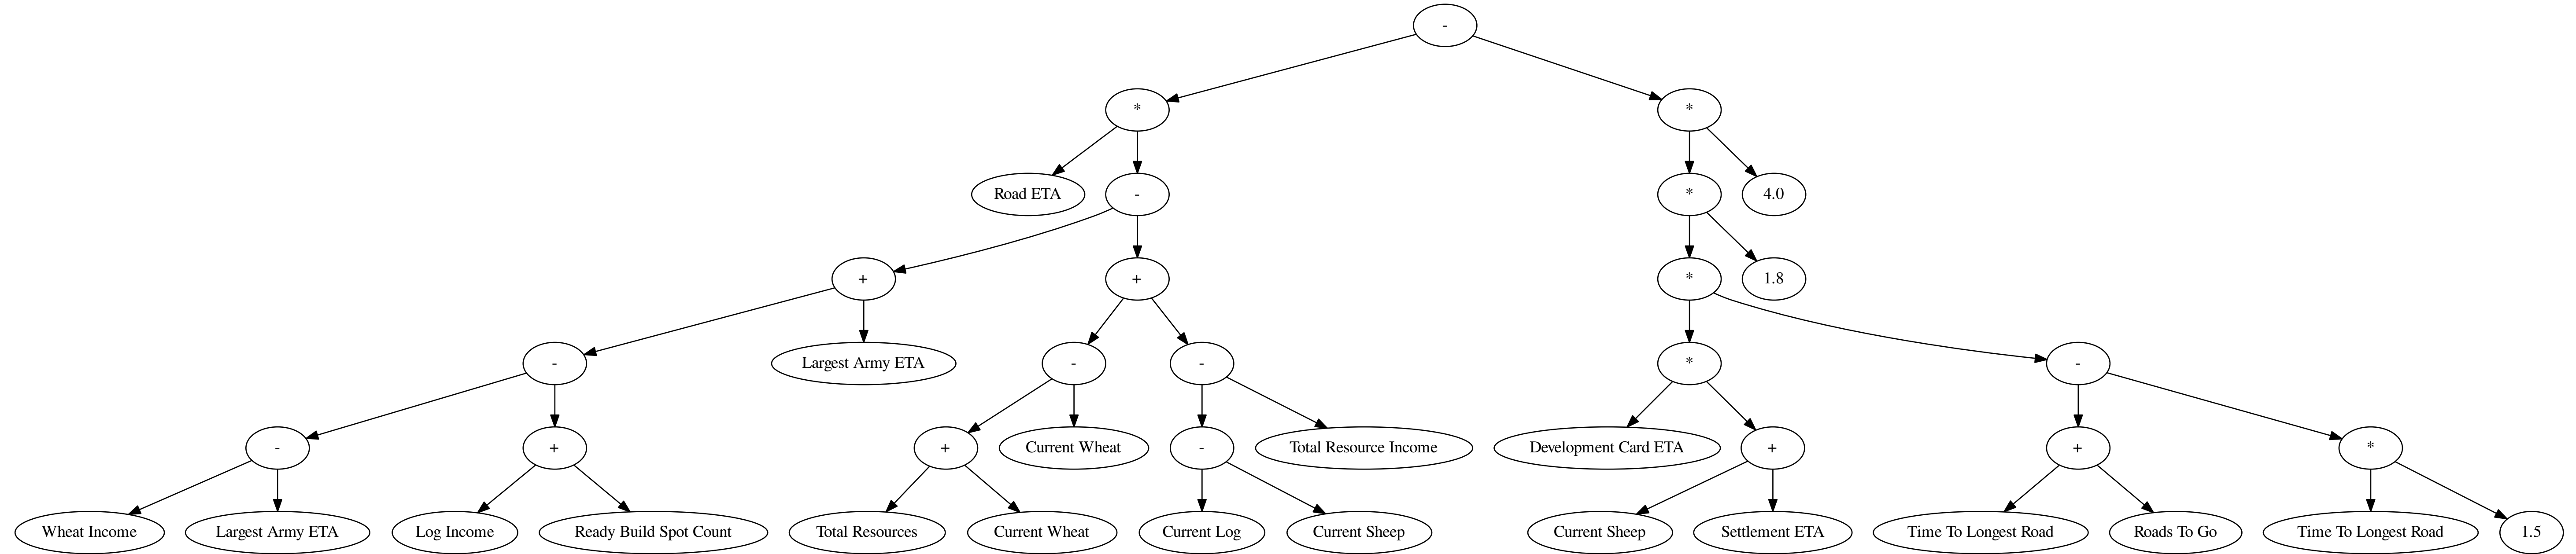 -
*
*
Road ETA
-
*
4.0
+
+
*
1.8
-
Largest Army ETA
-
-
*
-
-
+
+
Current Wheat
-
Total Resource Income
Development Card ETA
+
+
*
Wheat Income
Largest Army ETA
Log Income
Ready Build Spot Count
Total Resources
Current Wheat
Current Log
Current Sheep
Current Sheep
Settlement ETA
Time To Longest Road
Roads To Go
Time To Longest Road
1.5